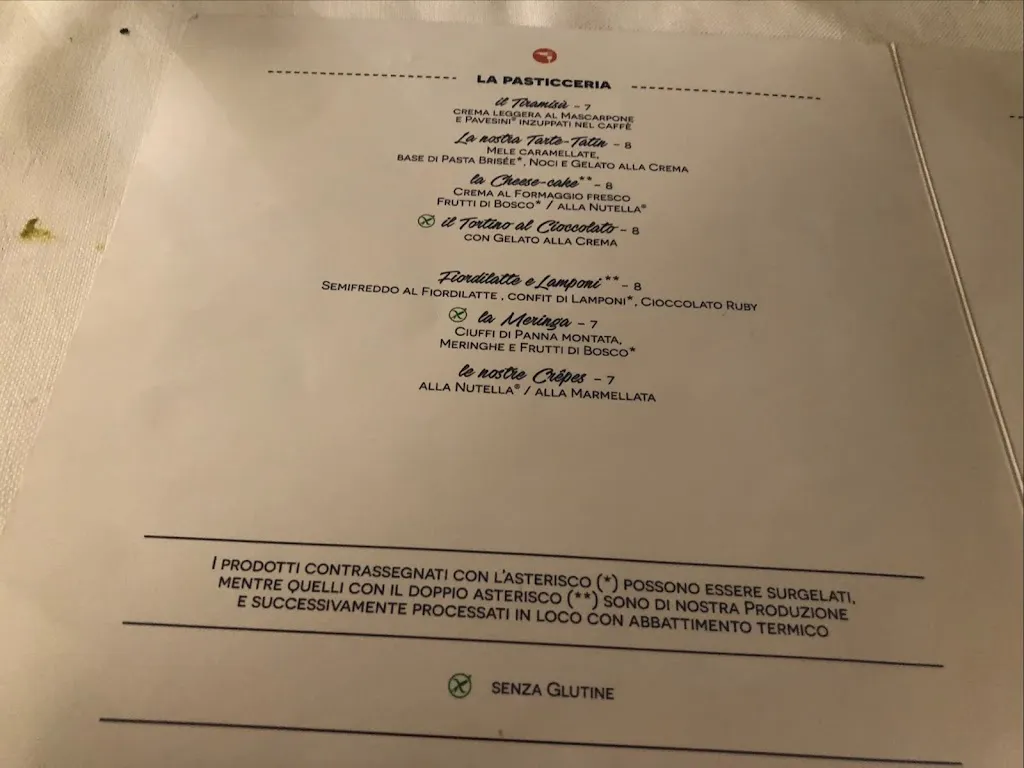 LA PASTICCERIA
il Tiramisù - 7
CREMA LEGGERA AL MASCARPONE
E PAVESINI® INZUPPATI NEL CAFFÈ
La nostra Tarte-Tatin - 8
MELE CARAMELLATE,
BASE DI PASTA BRISÉE*, NOCI E GELATO ALLA CREMA
la Cheese-cake** - 8
CREMA AL FORMAGGIO FRESCO
FRUTTI DI BOSCO* / ALLA NUTELLA®
il Tortino al Cioccolato - 8
CON GELATO ALLA CREMA
Fiordilatte e Lamponi** - 8
SEMIFREDDO AL FIORDILATTE , CONFIT DI LAMPONI*, CIOCCOLATO RUBY
la Meringa - 7
CIUFFI DI PANNA MONTATA,
MERINGHE E FRUTTI DI BOSCO*
le nostre Crêpes - 7
ALLA NUTELLA® / ALLA MARMELLATA
I PRODOTTI CONTRASSEGNATI CON L'ASTERISCO (*) POSSONO ESSERE SURGELATI,
MENTRE QUELLI CON IL DOPPIO ASTERISCO (**) SONO DI NOSTRA PRODUZIONE
E SUCCESSIVAMENTE PROCESSATI IN LOCO CON ABBATTIMENTO TERMICO
SENZA GLUTINE